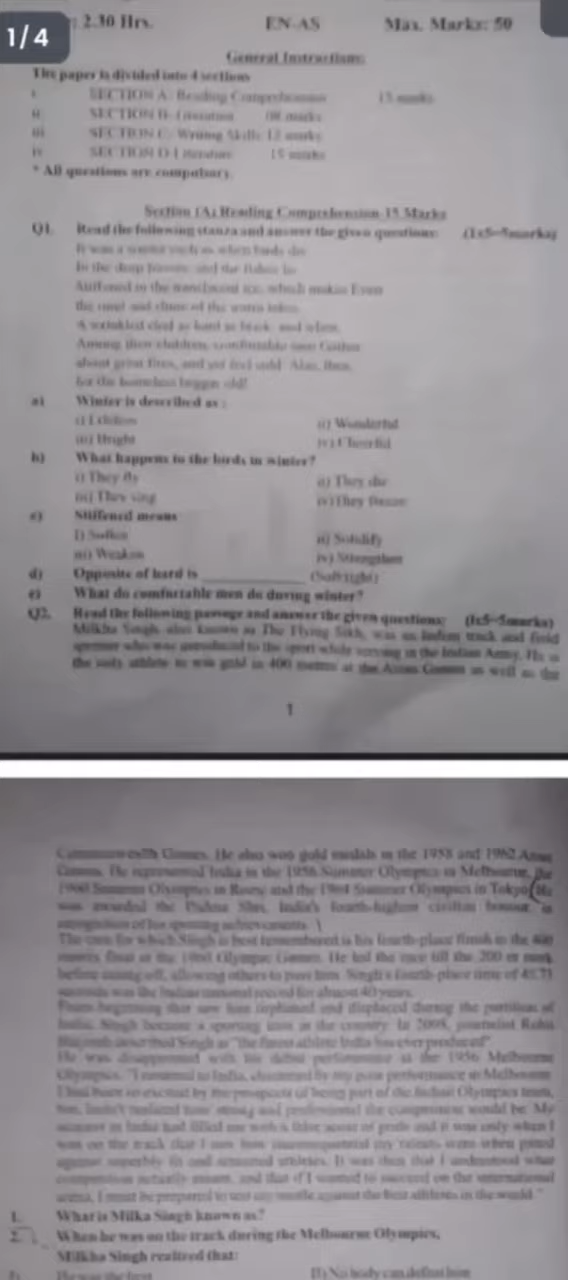 1/4
: 2.30 Hrs. EN-AS Max. Marks: 50
General Instructions:
The paper is divided into 4 sections
i. SECTION A: Reading Comprehension 15 marks
ii SECTION B: Literature 08 marks
iii SECTION C: Writing Skills 12 marks
iv SECTION D Literature 15 marks
* All questions are compulsory.
Section (A) Reading Comprehension 15 Marks
Q1. Read the following stanza and answer the given questions: (1x5=5marks)
It was a winter such as when birds die
In the deep forests; and the fishes lie
Stiffened in the translucent ice, which makes Even
the mud and slime of the warm lakes
A wrinkled clod as hard as brick; and when,
Among their children, comfortable men Gather
about great fires, and yet feel cold: Alas, then,
for the homeless beggar old!
a) Winter is described as :
ii) Wonderful
iii) Bright iv) Cheerful
b) What happens to the birds in winter?
i) They fly ii) They die
iii) They sing iv) They freeze
c) Stiffened means
I) Soften ii) Solidify
iii) Weaken iv) Strengthen
d) Opposite of hard is ____________ (Soft/tight)
e) What do comfortable men do during winter?
Q2. Read the following passage and answer the given questions: (1x5=5marks)
Milkha Singh also known as The Flying Sikh, was an Indian track and field
sprinter who was introduced to the sport while serving in the Indian Army. He is
the only athlete to win gold in 400 metres at the Asian Games as well as the
1
Commonwealth Games. He also won gold medals in the 1958 and 1962 Asian
Games. He represented India in the 1956 Summer Olympics in Melbourne, the
1960 Summer Olympics in Rome and the 1964 Summer Olympics in Tokyo. He
was awarded the Padma Shri, India's fourth-highest civilian honour, in
recognition of his sporting achievements.
The race for which Singh is best remembered is his fourth-place finish in the 400
metres final at the 1960 Olympic Games. He led the race till the 200 m mark
before easing off, allowing others to pass him. Singh's fourth-place time of 45.73
seconds was the Indian national record for almost 40 years.
From beginnings that saw him orphaned and displaced during the partition of
India, Singh became a sporting icon in the country. In 2008, journalist Rohit
described Singh as "the finest athlete India has ever produced".
He was disappointed with his debut performance at the 1956 Melbourne
Olympics. "I returned to India, chastened by my poor performance in Melbourne.
I had been so excited by the prospects of being part of the Indian Olympics team,
but, hadn't realized how strong and professional the competition would be. My
success in India had filled me with a false sense of pride and it was only when I
was on the track that I saw how inconsequential my talents were when pitted
against superbly fit and seasoned athletes. It was then that I understood what
competition actually meant, and that if I wanted to succeed on the international
arena, I must be prepared to test my mettle against the best athletes in the world."
1. What is Milka Singh known as?
2. When he was on the track during the Melbourne Olympics,
Milkha Singh realized that:
I) He was the best II) No body can defeat him